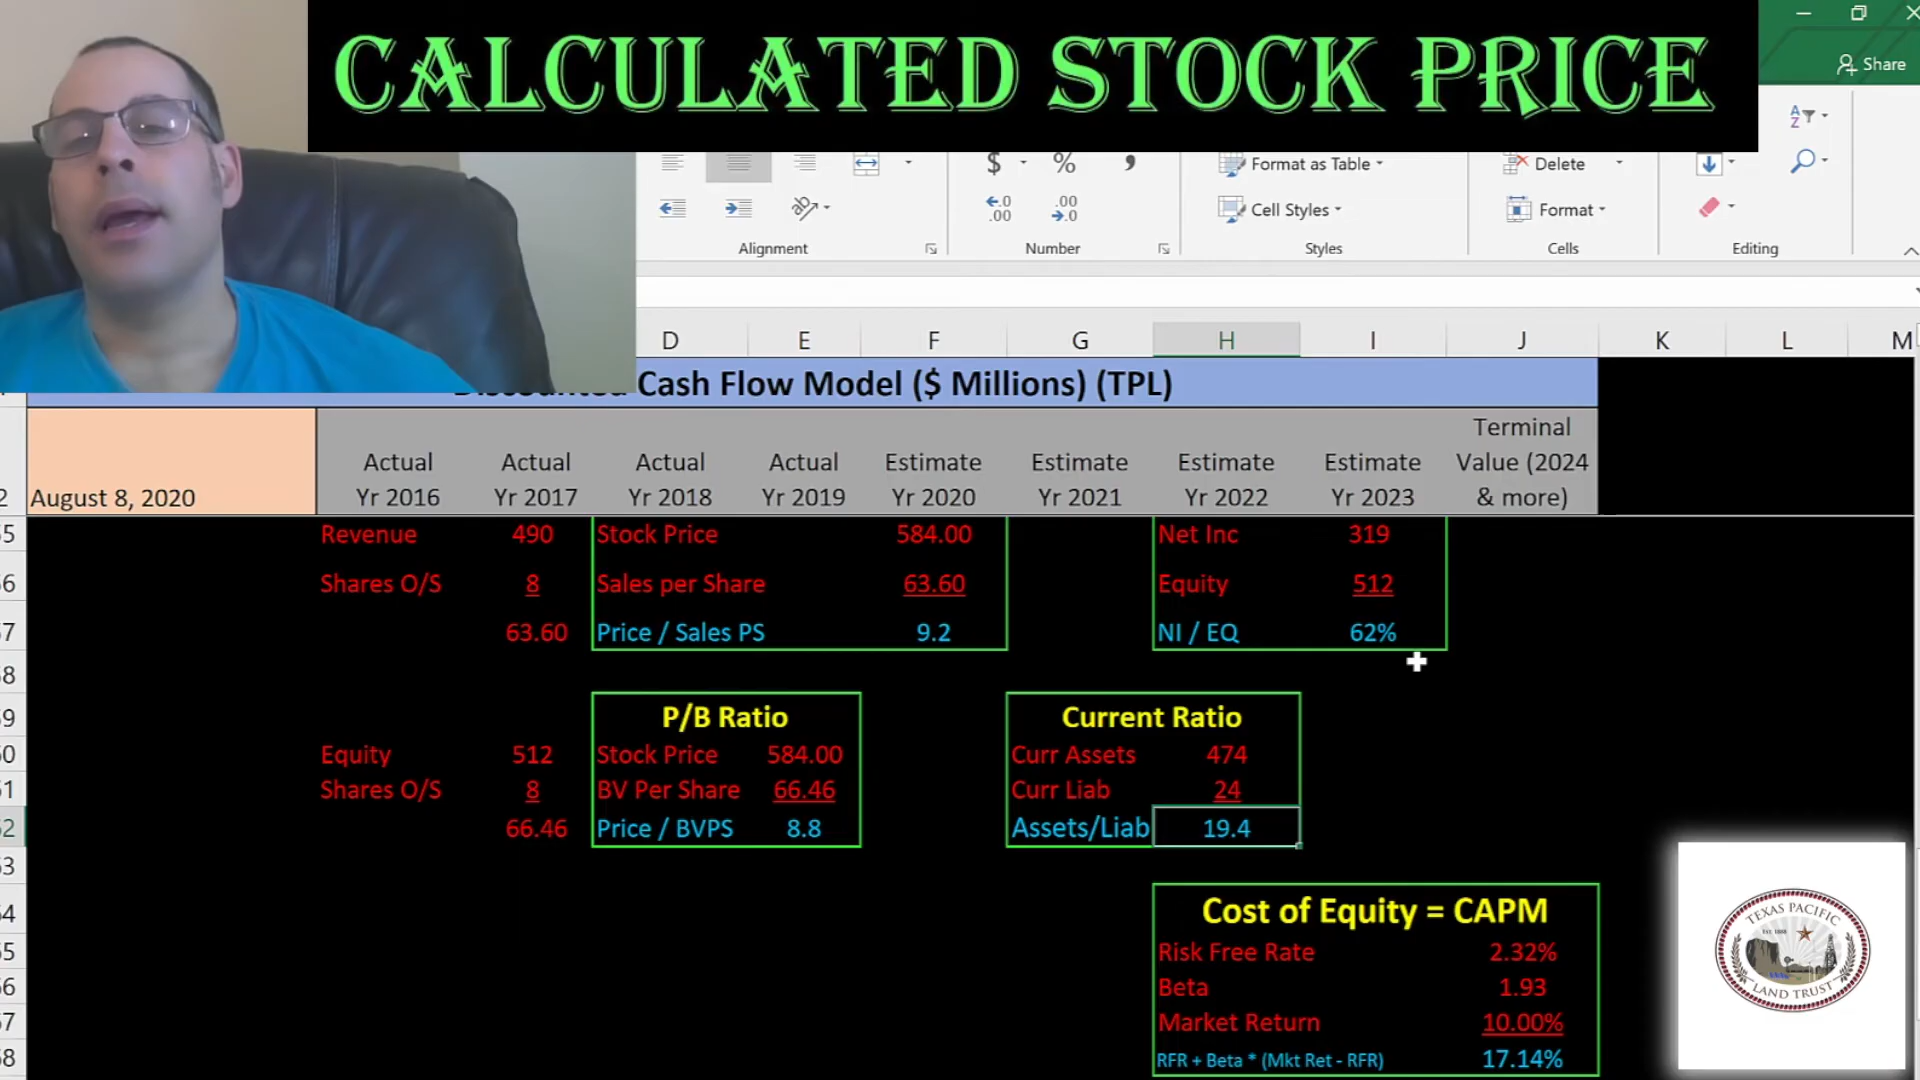 CALCULATED STOCK PRICE
Share
Format as Table
Delete
Cell Styles
Format
Alignment
Number
Styles
Cells
Editing
D E F G H I J K L M
Cash Flow Model ($ Millions) (TPL)
August 8, 2020
Actual Yr 2016
Actual Yr 2017
Actual Yr 2018
Actual Yr 2019
Estimate Yr 2020
Estimate Yr 2021
Estimate Yr 2022
Estimate Yr 2023
Terminal Value (2024 & more)
Revenue 490 Stock Price 584.00 Net Inc 319
Shares O/S 8 Sales per Share 63.60 Equity 512
63.60 Price / Sales PS 9.2 NI / EQ 62%
P/B Ratio Current Ratio
Equity 512 Stock Price 584.00 Curr Assets 474
Shares O/S 8 BV Per Share 66.46 Curr Liab 24
66.46 Price / BVPS 8.8 Assets/Liab 19.4
Cost of Equity = CAPM
Risk Free Rate 2.32%
Beta 1.93
Market Return 10.00%
RFR + Beta * (Mkt Ret - RFR) 17.14%
TEXAS PACIFIC
LAND TRUST